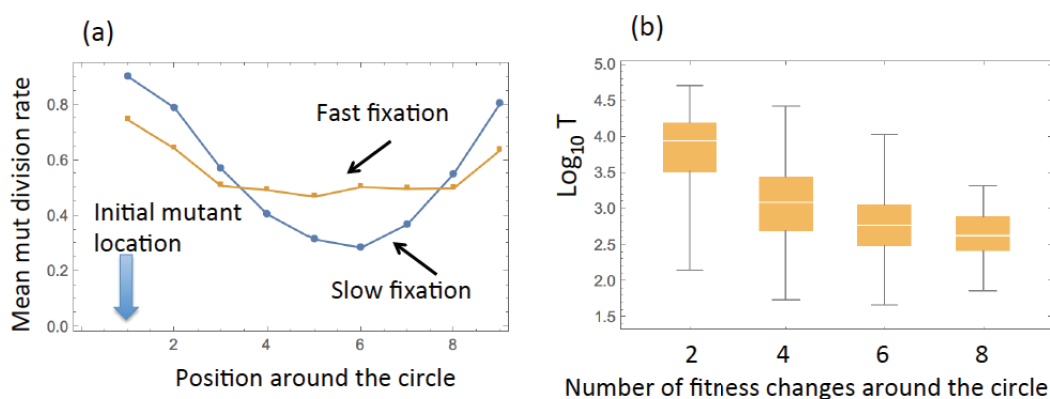 (a)
Mean mut division rate
0.8
0.6
0.4
0.2
0.0
Fast fixation
Initial mutant
location
Slow fixation
2 4 6 8
Position around the circle
(b)
Log10 T
5.0
4.5
4.0
3.5
3.0
2.5
2.0
1.5
2 4 6 8
Number of fitness changes around the circle